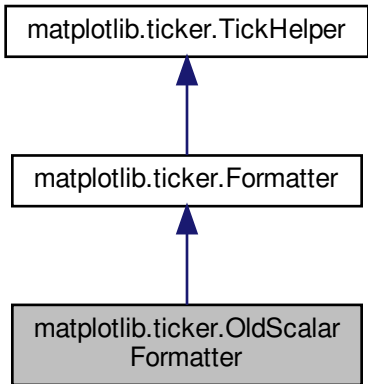 matplotlib.ticker.TickHelper
matplotlib.ticker.Formatter
matplotlib.ticker.OldScalar
Formatter